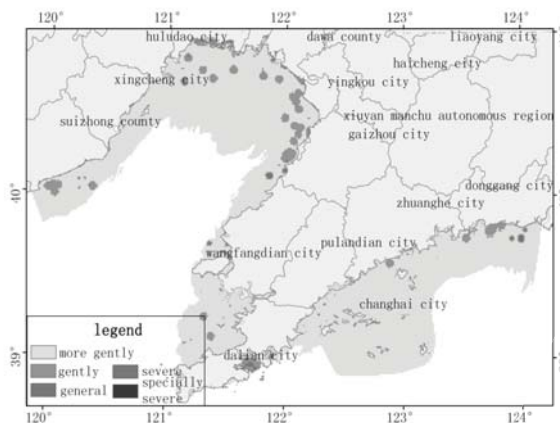 120° 121° 122° 123° 124°
huludao city dawa county liaoyang city
haicheng city
xingcheng city yingkou city
xiuyan manchu autonomous region
suizhong county
gaizhou city
40° donggang city 40°
zhuanghe city
wangfangdian city pulandian city
changhai city
legend
more gently
39° dalian city 39°
gently severe
general specially severe
120° 121° 122° 123° 124°